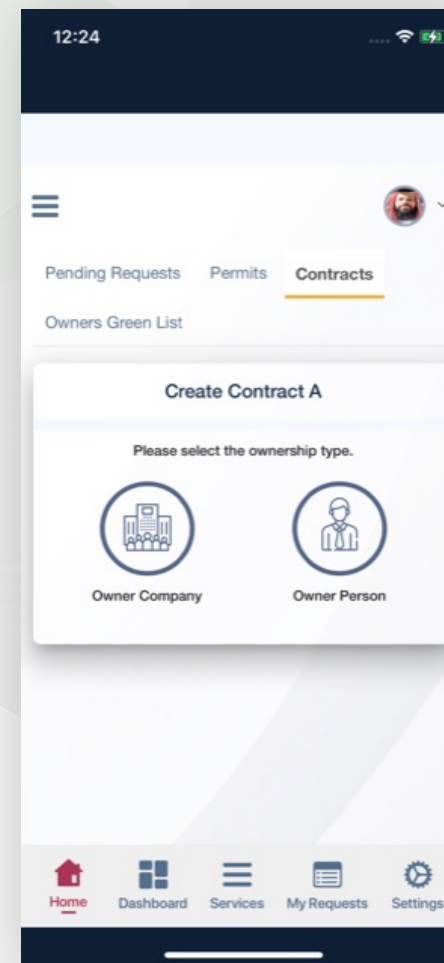 12:24
Pending Requests Permits Contracts
Owners Green List
Create Contract A
Please select the ownership type.
Owner Company Owner Person
Home Dashboard Services My Requests Settings